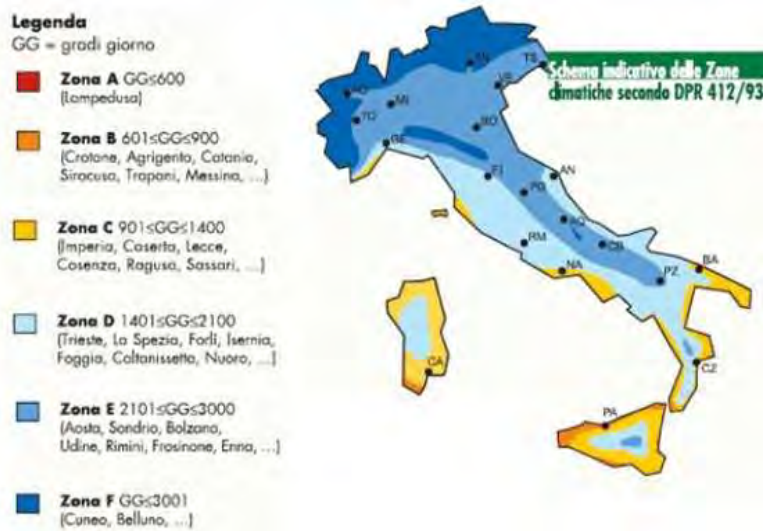 Legenda
GG = gradi giorno
Zona A GG≤600
(Lampedusa)
Zona B 601≤GG≤900
(Crotone, Agrigento, Catania,
Siracusa, Trapani, Messina, ...)
Zona C 901≤GG≤1400
(Imperia, Caserta, Lecce,
Cosenza, Ragusa, Sassari, ...)
Zona D 1401≤GG≤2100
(Trieste, La Spezia, Forlì, Isernia,
Foggia, Caltanissetta, Nuoro, ...)
Zona E 2101≤GG≤3000
(Aosta, Sondrio, Bolzano,
Udine, Rimini, Frosinone, Enna, ...)
Zona F GG≤3001
(Cuneo, Belluno, ...)
Schema indicativo delle Zone
climatiche secondo DPR 412/93
TN
TS
VE
AO
MI
TO
BO
GE
FI
AN
PG
AQ
RM
CB
NA
PZ
BA
CA
CZ
PA